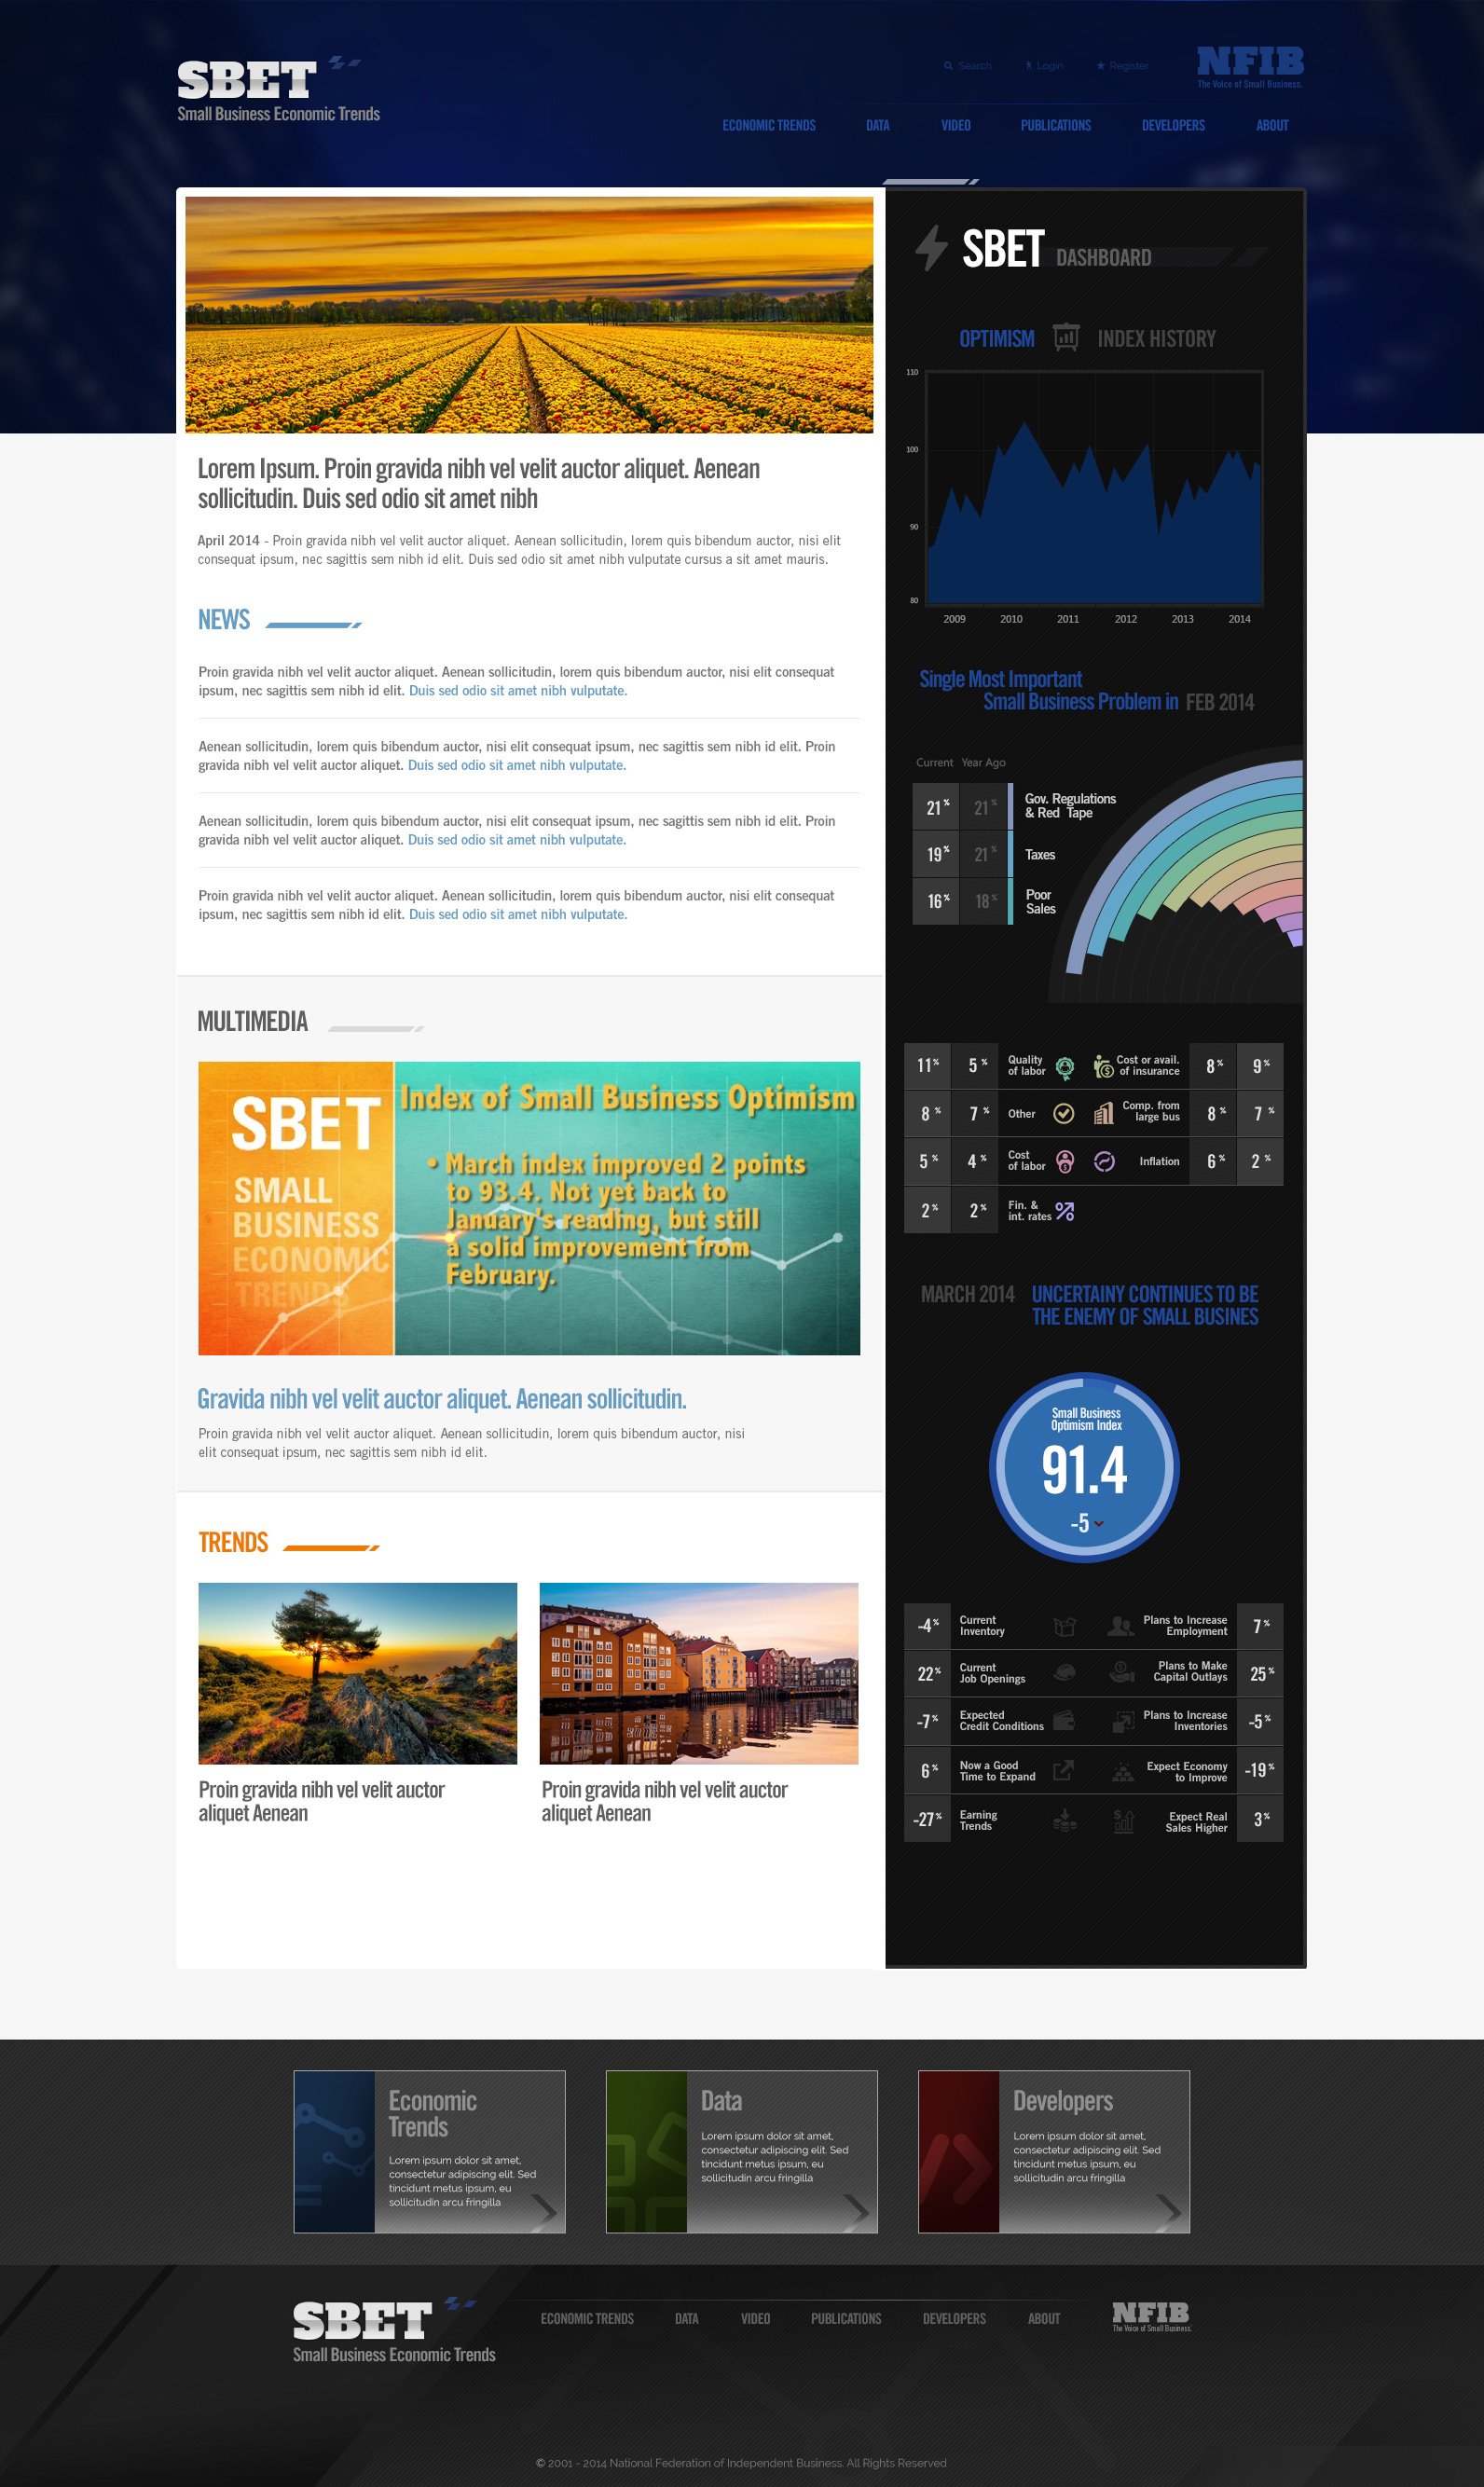 SBET
Small Business Economic Trends
Search
Login
Register
NFIB
The Voice of Small Business.
ECONOMIC TRENDS
DATA
VIDEO
PUBLICATIONS
DEVELOPERS
ABOUT
Lorem Ipsum. Proin gravida nibh vel velit auctor aliquet. Aenean
sollicitudin. Duis sed odio sit amet nibh
April 2014 - Proin gravida nibh vel velit auctor aliquet. Aenean sollicitudin, lorem quis bibendum auctor, nisi elit
consequat ipsum, nec sagittis sem nibh id elit. Duis sed odio sit amet nibh vulputate cursus a sit amet mauris.
NEWS
Proin gravida nibh vel velit auctor aliquet. Aenean sollicitudin, lorem quis bibendum auctor, nisi elit consequat
ipsum, nec sagittis sem nibh id elit. Duis sed odio sit amet nibh vulputate.
Aenean sollicitudin, lorem quis bibendum auctor, nisi elit consequat ipsum, nec sagittis sem nibh id elit. Proin
gravida nibh vel velit auctor aliquet. Duis sed odio sit amet nibh vulputate.
Aenean sollicitudin, lorem quis bibendum auctor, nisi elit consequat ipsum, nec sagittis sem nibh id elit. Proin
gravida nibh vel velit auctor aliquet. Duis sed odio sit amet nibh vulputate.
Proin gravida nibh vel velit auctor aliquet. Aenean sollicitudin, lorem quis bibendum auctor, nisi elit consequat
ipsum, nec sagittis sem nibh id elit. Duis sed odio sit amet nibh vulputate.
MULTIMEDIA
SBET
SMALL
BUSINESS
ECONOMIC
TRENDS
Index of Small Business Optimism
• March index improved 2 points
to 93.4. Not yet back to
January's reading, but still
a solid improvement from
February.
Gravida nibh vel velit auctor aliquet. Aenean sollicitudin.
Proin gravida nibh vel velit auctor aliquet. Aenean sollicitudin, lorem quis bibendum auctor, nisi
elit consequat ipsum, nec sagittis sem nibh id elit.
TRENDS
Proin gravida nibh vel velit auctor
aliquet Aenean
Proin gravida nibh vel velit auctor
aliquet Aenean
SBET DASHBOARD
OPTIMISM INDEX HISTORY
110
100
90
80
2009 2010 2011 2012 2013 2014
Single Most Important
Small Business Problem in FEB 2014
Current Year Ago
21% 21% Gov. Regulations
& Red Tape
19% 21% Taxes
16% 18% Poor
Sales
11% 5% Quality
of labor
Cost or avail.
of insurance 8% 9%
8% 7% Other
Comp. from
large bus 8% 7%
5% 4% Cost
of labor
Inflation 6% 2%
2% 2% Fin. &
int. rates
MARCH 2014 UNCERTAINY CONTINUES TO BE
THE ENEMY OF SMALL BUSINES
Small Business
Optimism Index
91.4
-5
-4% Current
Inventory
Plans to Increase
Employment 7%
22% Current
Job Openings
Plans to Make
Capital Outlays 25%
-7% Expected
Credit Conditions
Plans to Increase
Inventories -5%
6% Now a Good
Time to Expand
Expect Economy
to Improve -19%
-27% Earning
Trends
Expect Real
Sales Higher 3%
Economic
Trends
Lorem ipsum dolor sit amet,
consectetur adipiscing elit. Sed
tincidunt metus ipsum, eu
sollicitudin arcu fringilla
Data
Lorem ipsum dolor sit amet,
consectetur adipiscing elit. Sed
tincidunt metus ipsum, eu
sollicitudin arcu fringilla
Developers
Lorem ipsum dolor sit amet,
consectetur adipiscing elit. Sed
tincidunt metus ipsum, eu
sollicitudin arcu fringilla
SBET
Small Business Economic Trends
ECONOMIC TRENDS
DATA
VIDEO
PUBLICATIONS
DEVELOPERS
ABOUT
NFIB
The Voice of Small Business.
© 2001 - 2014 National Federation of Independent Business. All Rights Reserved